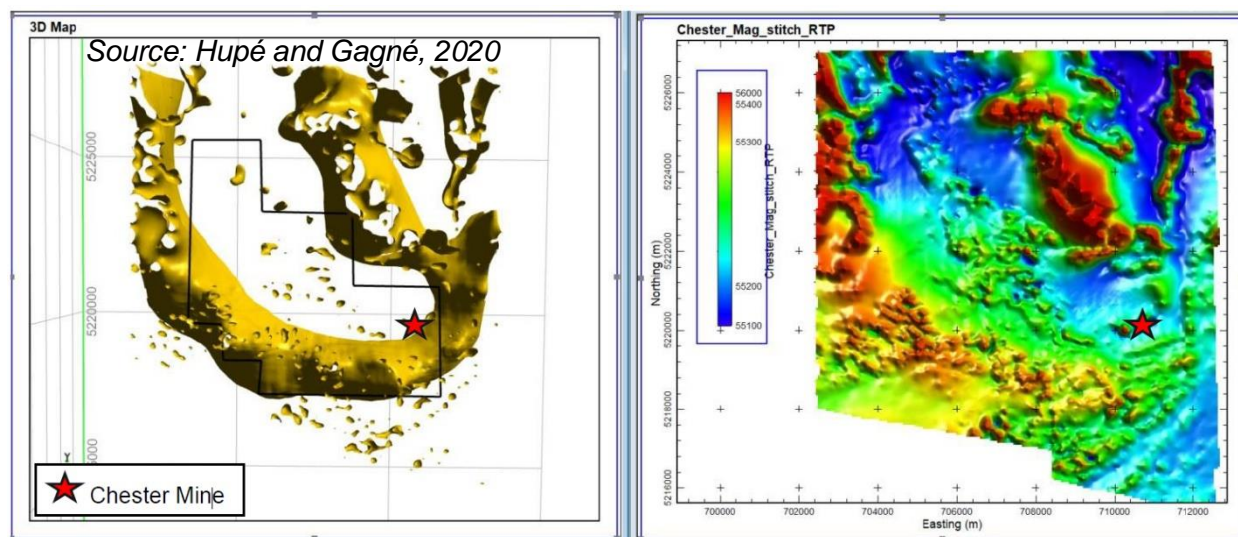 3D Map
Source: Hupé and Gagné, 2020
5225000
5220000
5000
Y
Chester Mine
Chester_Mag_stitch_RTP
56000
55400
55300
55200
55100
Chester_Mag_stitch_RTP
5226000
5224000
5222000
5220000
5218000
5216000
Northing (m)
700000 702000 704000 706000 708000 710000 712000
Easting (m)